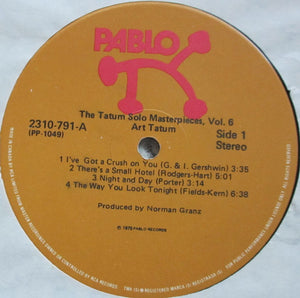 PABLO
The Tatum Solo Masterpieces, Vol. 6
Art Tatum
2310-791-A
(PP-1049)
Side 1
Stereo
1 I've Got a Crush on You (G. & I. Gershwin) 3:35
2 There's a Small Hotel (Rodgers-Hart) 5:01
3 Night and Day (Porter) 3:14
4 The Way You Look Tonight (Fields-Kern) 6:38
Produced by Norman Granz
℗ 1975 PABLO RECORDS